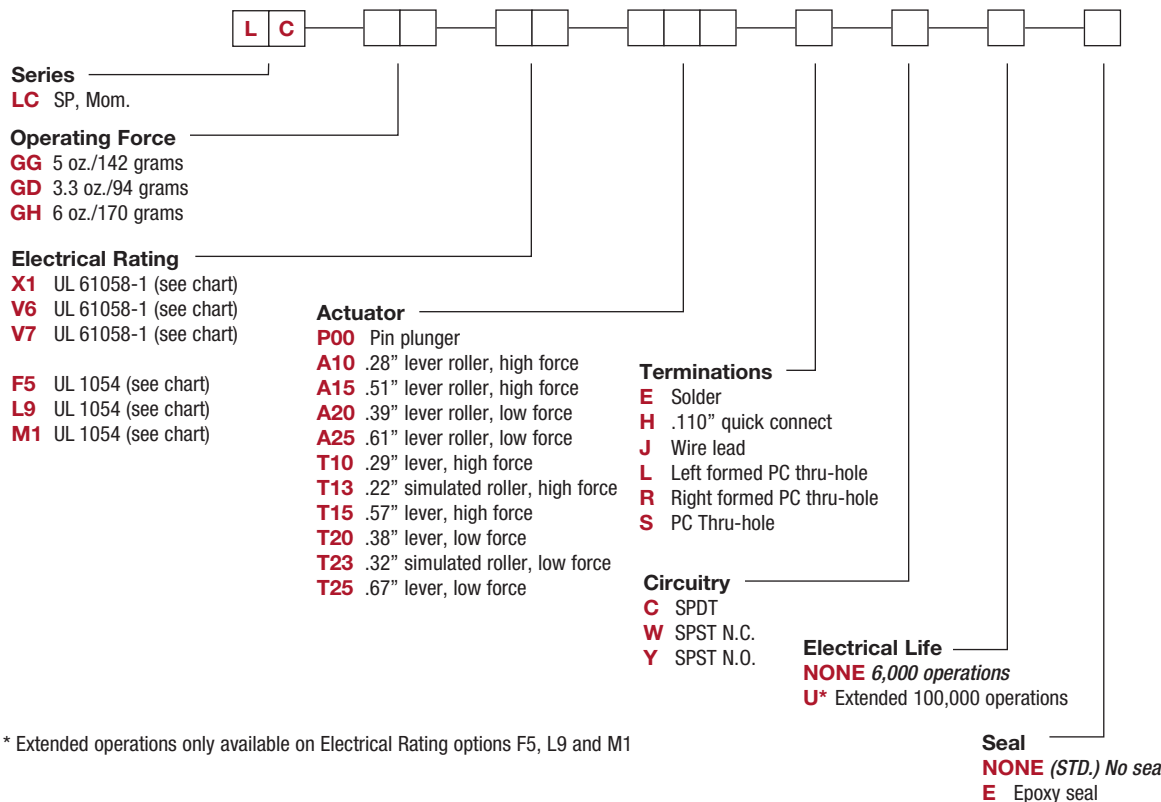 L C
Series
LC SP, Mom.
Operating Force
GG 5 oz./142 grams
GD 3.3 oz./94 grams
GH 6 oz./170 grams
Electrical Rating
X1 UL 61058-1 (see chart)
V6 UL 61058-1 (see chart)
V7 UL 61058-1 (see chart)
F5 UL 1054 (see chart)
L9 UL 1054 (see chart)
M1 UL 1054 (see chart)
Actuator
P00 Pin plunger
A10 .28” lever roller, high force
A15 .51” lever roller, high force
A20 .39” lever roller, low force
A25 .61” lever roller, low force
T10 .29” lever, high force
T13 .22” simulated roller, high force
T15 .57” lever, high force
T20 .38” lever, low force
T23 .32” simulated roller, low force
T25 .67” lever, low force
Terminations
E Solder
H .110” quick connect
J Wire lead
L Left formed PC thru-hole
R Right formed PC thru-hole
S PC Thru-hole
Circuitry
C SPDT
W SPST N.C.
Y SPST N.O.
Electrical Life
NONE 6,000 operations
U* Extended 100,000 operations
* Extended operations only available on Electrical Rating options F5, L9 and M1
Seal
NONE (STD.) No sea
E Epoxy seal